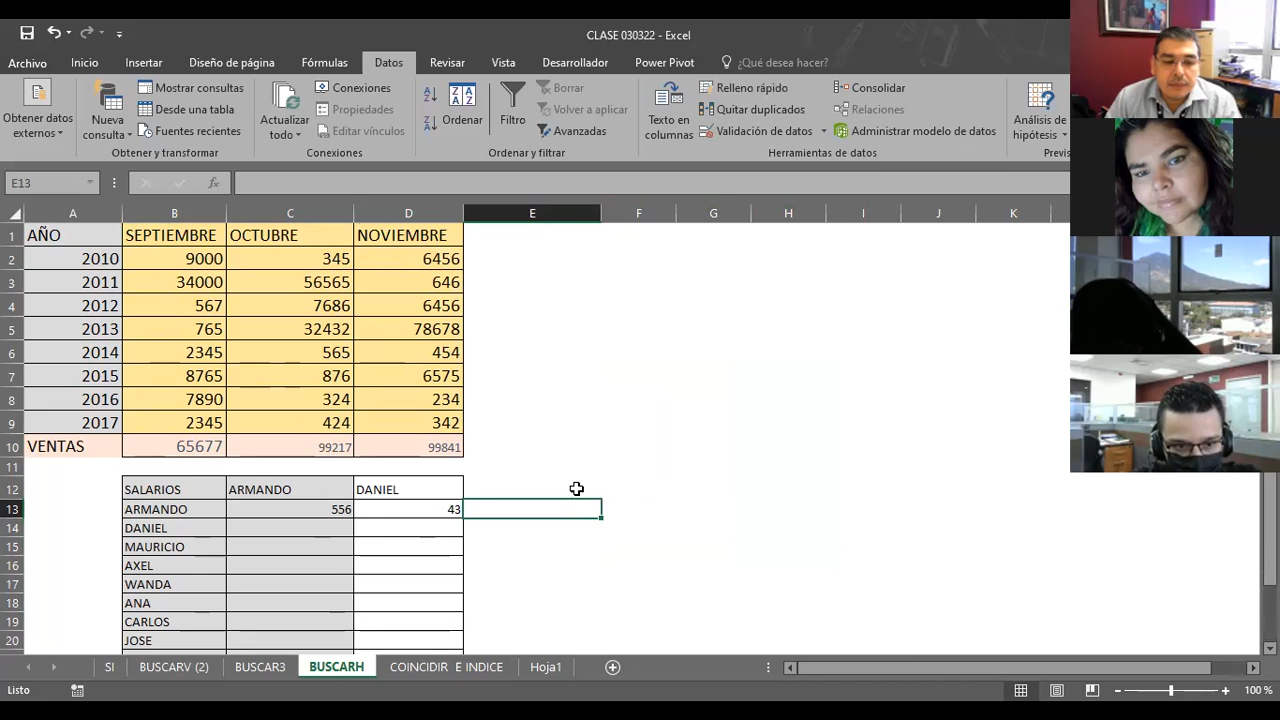 CLASE 030322 - Excel
Archivo Inicio Insertar Diseño de página Fórmulas Datos Revisar Vista Desarrollador Power Pivot ¿Qué desea hacer?
Obtener datos externos
Nueva consulta
Mostrar consultas
Desde una tabla
Fuentes recientes
Obtener y transformar
Actualizar todo
Conexiones
Propiedades
Editar vínculos
Conexiones
Ordenar
Filtro
Borrar
Volver a aplicar
Avanzadas
Ordenar y filtrar
Texto en columnas
Relleno rápido
Quitar duplicados
Validación de datos
Consolidar
Relaciones
Administrar modelo de datos
Herramientas de datos
Análisis de hipótesis
Previs
E13 fx
A B C D E F G H I J K
1 AÑO SEPTIEMBRE OCTUBRE NOVIEMBRE
2 2010 9000 345 6456
3 2011 34000 56565 646
4 2012 567 7686 6456
5 2013 765 32432 78678
6 2014 2345 565 454
7 2015 8765 876 6575
8 2016 7890 324 234
9 2017 2345 424 342
10 VENTAS 65677 99217 99841
11
12 SALARIOS ARMANDO DANIEL
13 ARMANDO 556 43
14 DANIEL
15 MAURICIO
16 AXEL
17 WANDA
18 ANA
19 CARLOS
20 JOSE
SI BUSCARV (2) BUSCAR3 BUSCARH COINCIDIR E INDICE Hoja1
Listo 100 %